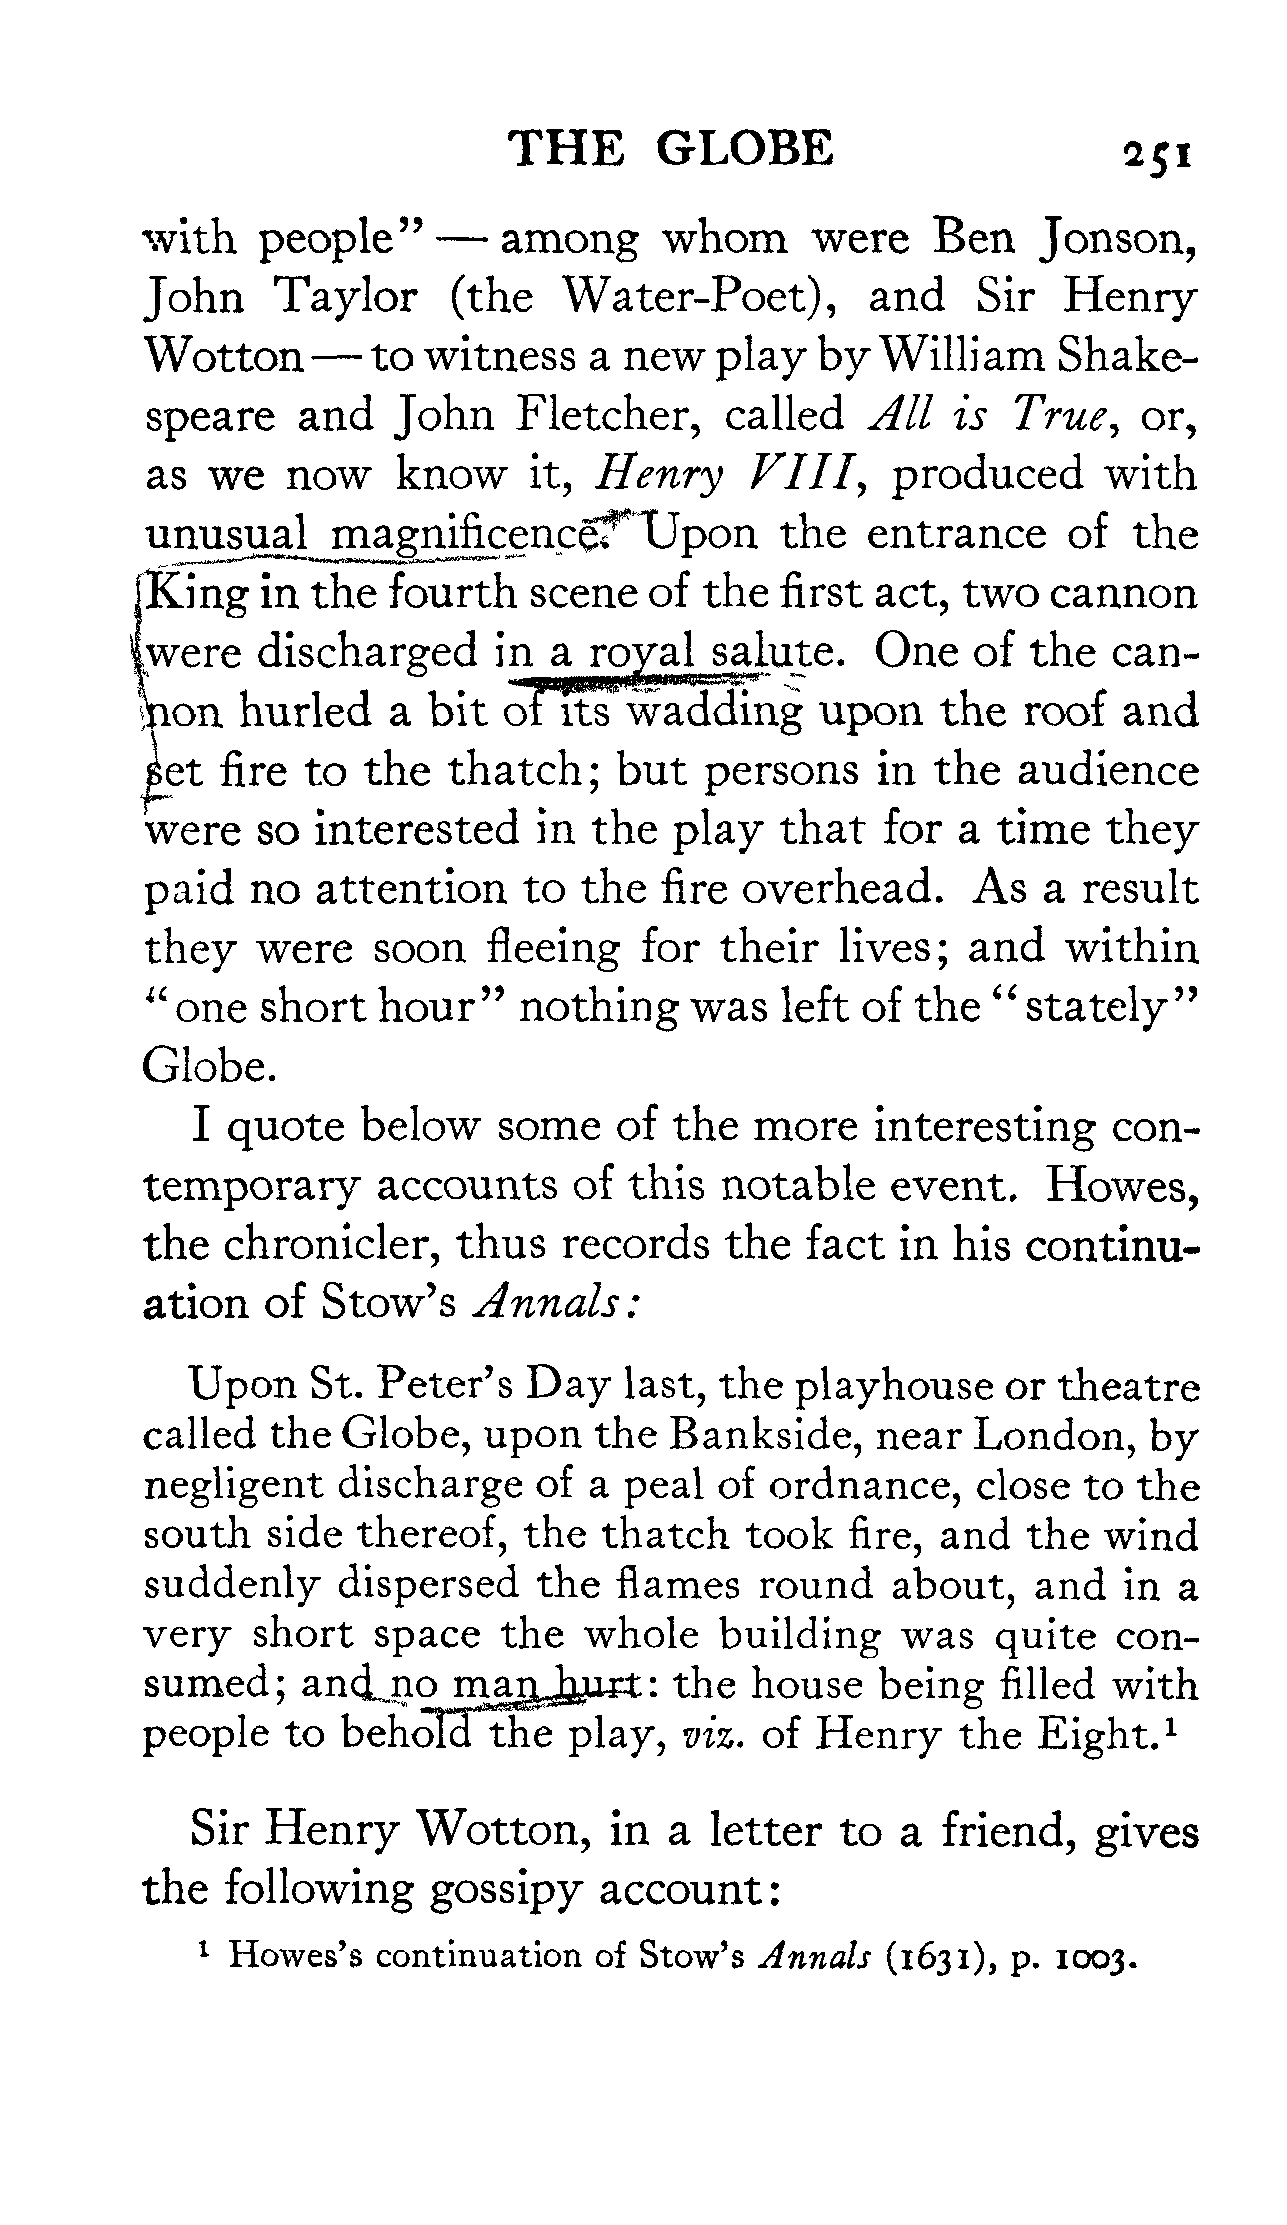 THE GLOBE 251
with people” — among whom were Ben Jonson,
John Taylor (the Water-Poet), and Sir Henry
Wotton — to witness a new play by William Shake-
speare and John Fletcher, called All is True, or,
as we now know it, Henry VIII, produced with
unusual magnificence. Upon the entrance of the
King in the fourth scene of the first act, two cannon
were discharged in a royal salute. One of the can-
non hurled a bit of its wadding upon the roof and
set fire to the thatch; but persons in the audience
were so interested in the play that for a time they
paid no attention to the fire overhead. As a result
they were soon fleeing for their lives; and within
“one short hour” nothing was left of the “stately”
Globe.
I quote below some of the more interesting con-
temporary accounts of this notable event. Howes,
the chronicler, thus records the fact in his continu-
ation of Stow’s Annals:
Upon St. Peter’s Day last, the playhouse or theatre
called the Globe, upon the Bankside, near London, by
negligent discharge of a peal of ordnance, close to the
south side thereof, the thatch took fire, and the wind
suddenly dispersed the flames round about, and in a
very short space the whole building was quite con-
sumed; and no man hurt: the house being filled with
people to behold the play, viz. of Henry the Eight.¹
Sir Henry Wotton, in a letter to a friend, gives
the following gossipy account:
¹ Howes’s continuation of Stow’s Annals (1631), p. 1003.